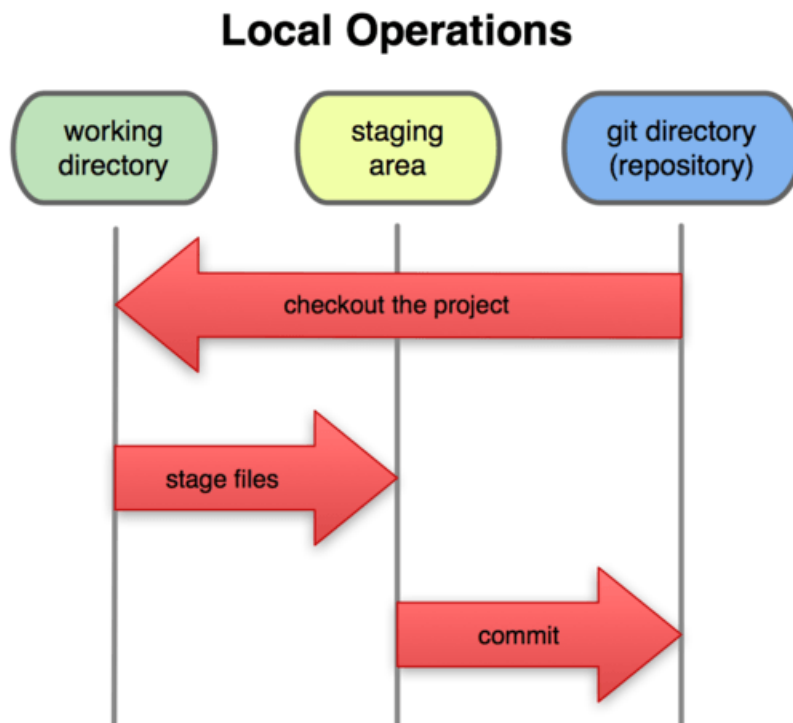 Local Operations
working
directory
staging
area
git directory
(repository)
checkout the project
stage files
commit